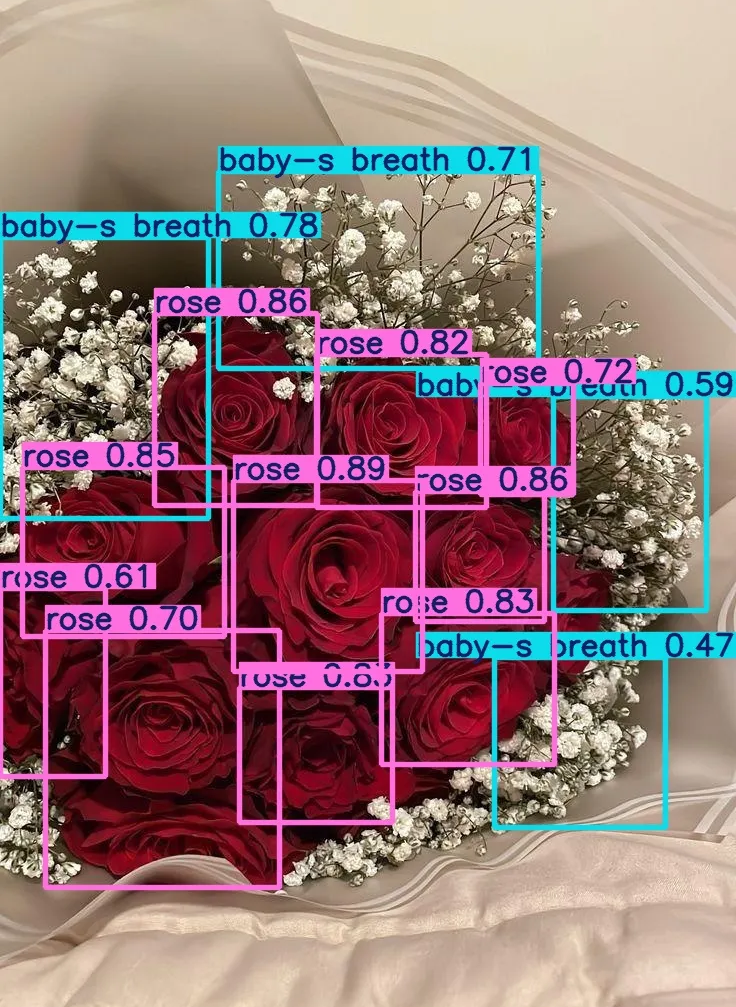 baby-s breath 0.71
baby-s breath 0.78
rose 0.86
rose 0.82
rose 0.72
baby-s breath 0.59
rose 0.85
rose 0.89
rose 0.86
rose 0.61
rose 0.83
rose 0.70
baby-s breath 0.47
rose 0.83